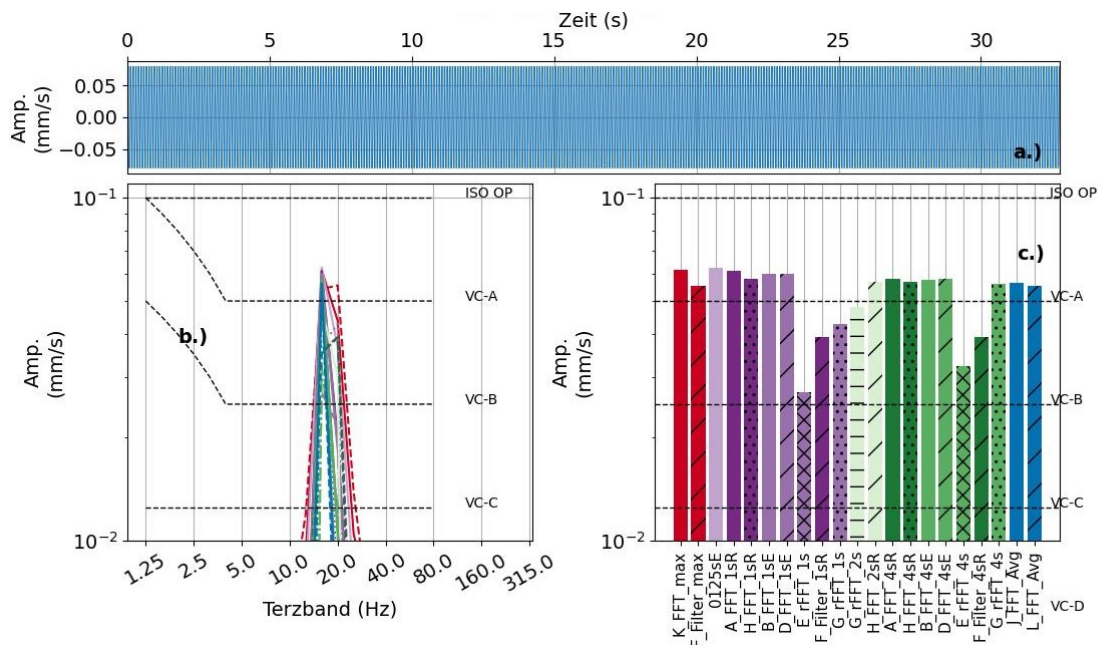 Zeit (s)
0 5 10 15 20 25 30
Amp.
(mm/s)
0.05
0.00
−0.05
a.)
10⁻¹
10⁻²
Amp.
(mm/s)
ISO OP
VC-A
VC-B
VC-C
b.)
1.25 2.5 5.0 10.0 20.0 40.0 80.0 160.0 315.0
Terzband (Hz)
10⁻¹
10⁻²
Amp.
(mm/s)
ISO OP
c.)
VC-A
VC-B
VC-C
VC-D
K_FFT_max
F_Filter_max
0125sE
A_FFT_1sR
H_FFT_1sR
B_FFT_1sE
D_FFT_1sE
E_rFFT_1s
F_Filter_1sR
G_rFFT_1s
G_rFFT_2s
H_FFT_2sR
A_FFT_4sR
H_FFT_4sR
B_FFT_4sE
D_FFT_4sE
E_rFFT_4s
F_Filter_4sR
G_rFFT_4s
J_FFT_Avg
L_FFT_Avg